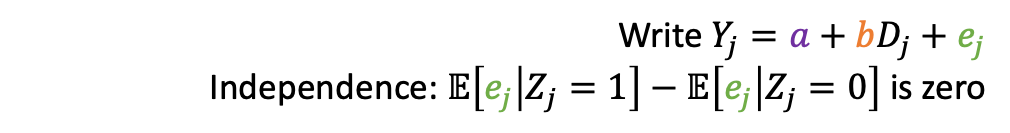 Write Yⱼ = a + bDⱼ + eⱼ
Independence: 𝔼[eⱼ|Zⱼ = 1] − 𝔼[eⱼ|Zⱼ = 0] is zero